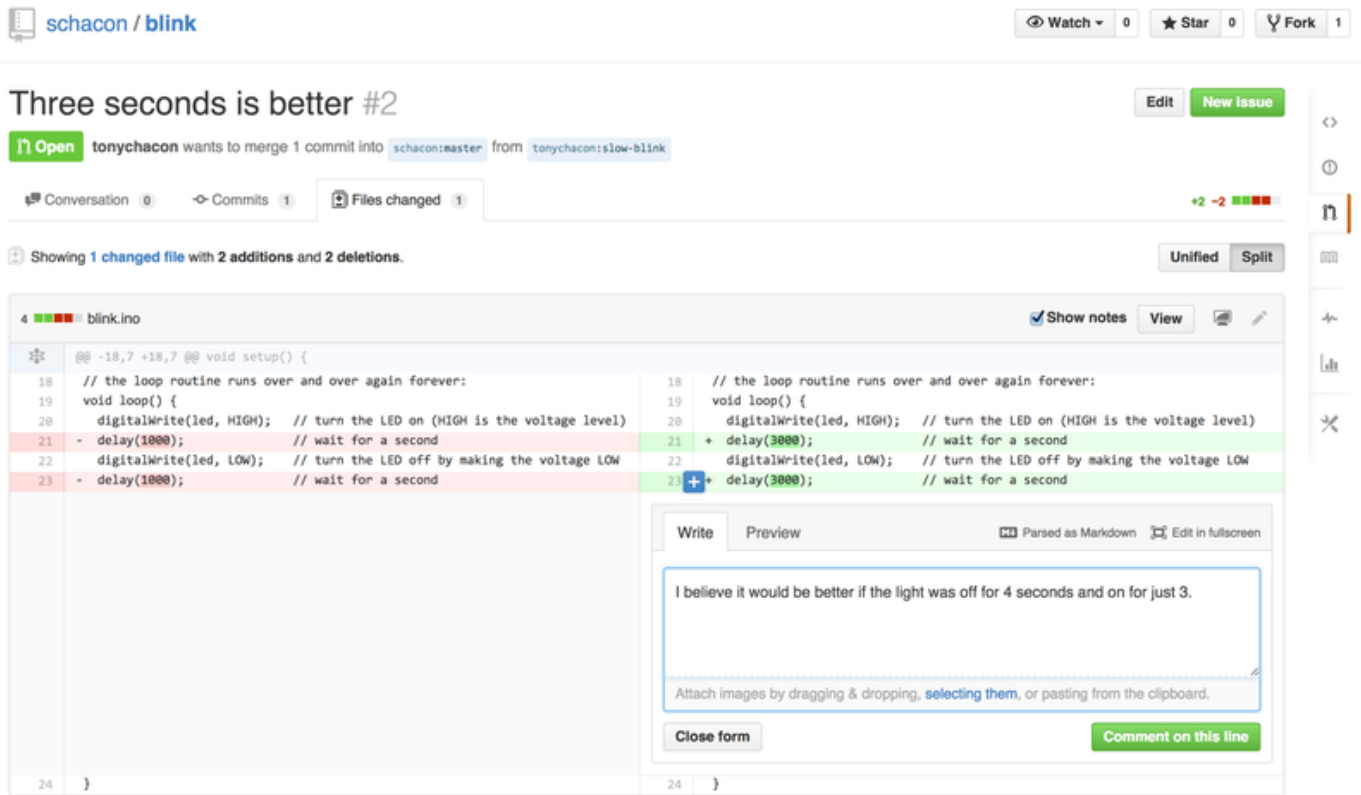 schacon / blink
Watch 0 Star 0 Fork 1
Three seconds is better #2
Edit New issue
Open tonychacon wants to merge 1 commit into schacon:master from tonychacon:slow-blink
Conversation 0 Commits 1 Files changed 1
+2 −2
Showing 1 changed file with 2 additions and 2 deletions.
Unified Split
4 blink.ino
Show notes View
@@ -18,7 +18,7 @@ void setup() {
18 // the loop routine runs over and over again forever:
19 void loop() {
20 digitalWrite(led, HIGH); // turn the LED on (HIGH is the voltage level)
21 - delay(1000); // wait for a second
22 digitalWrite(led, LOW); // turn the LED off by making the voltage LOW
23 - delay(1000); // wait for a second
24 }
18 // the loop routine runs over and over again forever:
19 void loop() {
20 digitalWrite(led, HIGH); // turn the LED on (HIGH is the voltage level)
21 + delay(3000); // wait for a second
22 digitalWrite(led, LOW); // turn the LED off by making the voltage LOW
23 + + delay(3000); // wait for a second
Write Preview
Parsed as Markdown Edit in fullscreen
I believe it would be better if the light was off for 4 seconds and on for just 3.
Attach images by dragging & dropping, selecting them, or pasting from the clipboard.
Close form Comment on this line
24 }